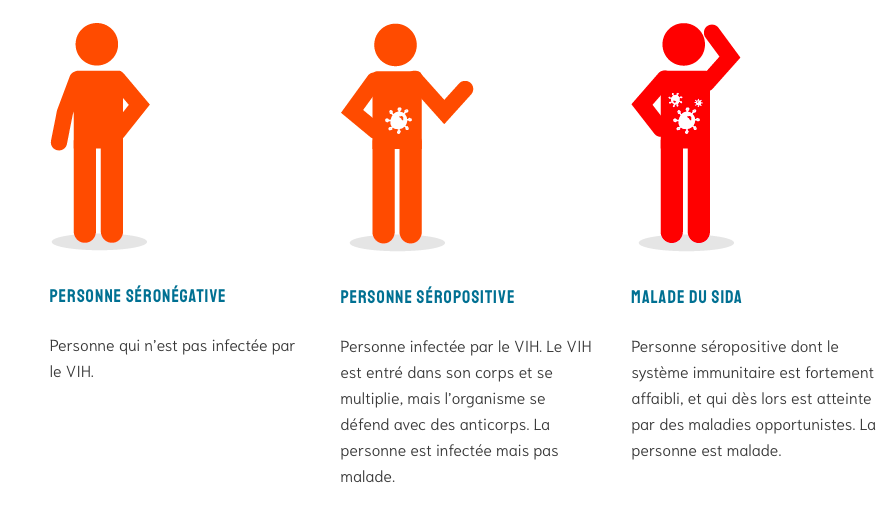 PERSONNE SÉRONÉGATIVE
Personne qui n'est pas infectée par
le VIH.
PERSONNE SÉROPOSITIVE
Personne infectée par le VIH. Le VIH
est entré dans son corps et se
multiplie, mais l'organisme se
défend avec des anticorps. La
personne est infectée mais pas
malade.
MALADE DU SIDA
Personne séropositive dont le
système immunitaire est fortement
affaibli, et qui dès lors est atteinte
par des maladies opportunistes. La
personne est malade.